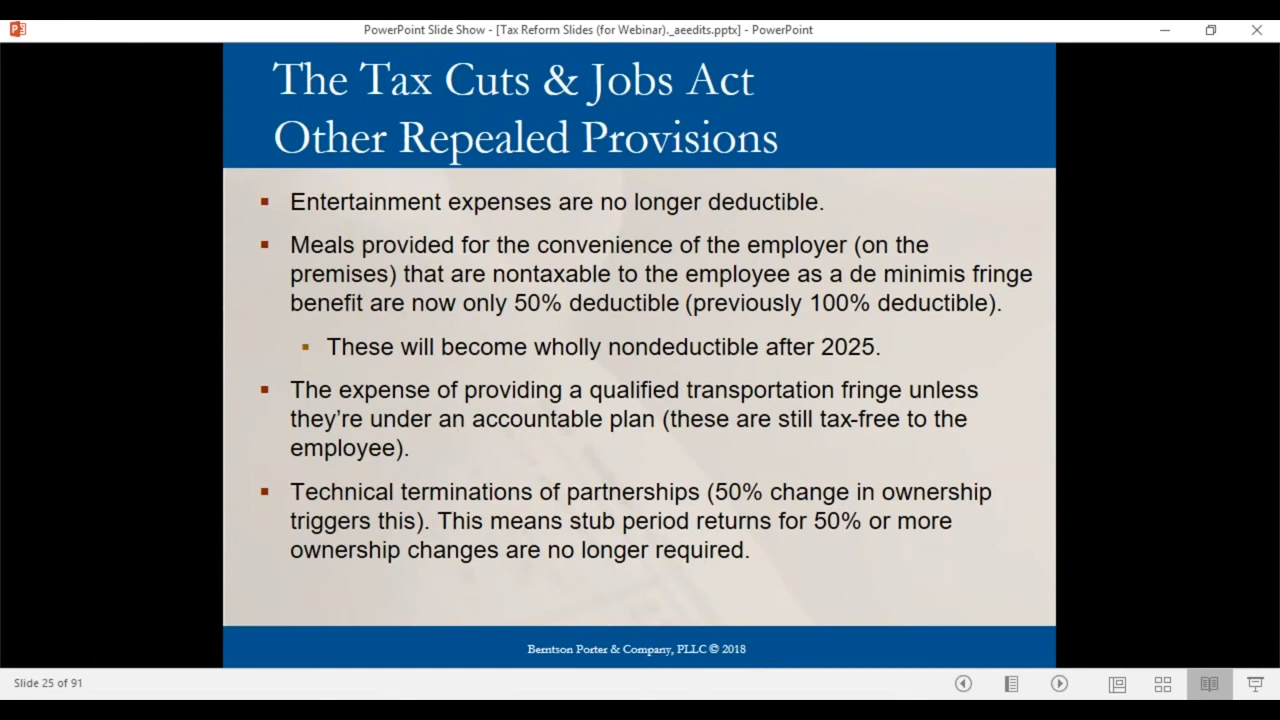 PowerPoint Slide Show - [Tax Reform Slides (for Webinar)._aeedits.pptx] - PowerPoint
The Tax Cuts & Jobs Act
Other Repealed Provisions
▪ Entertainment expenses are no longer deductible.
▪ Meals provided for the convenience of the employer (on the
premises) that are nontaxable to the employee as a de minimis fringe
benefit are now only 50% deductible (previously 100% deductible).
▪ These will become wholly nondeductible after 2025.
▪ The expense of providing a qualified transportation fringe unless
they’re under an accountable plan (these are still tax-free to the
employee).
▪ Technical terminations of partnerships (50% change in ownership
triggers this). This means stub period returns for 50% or more
ownership changes are no longer required.
Berntson Porter & Company, PLLC © 2018
Slide 25 of 91